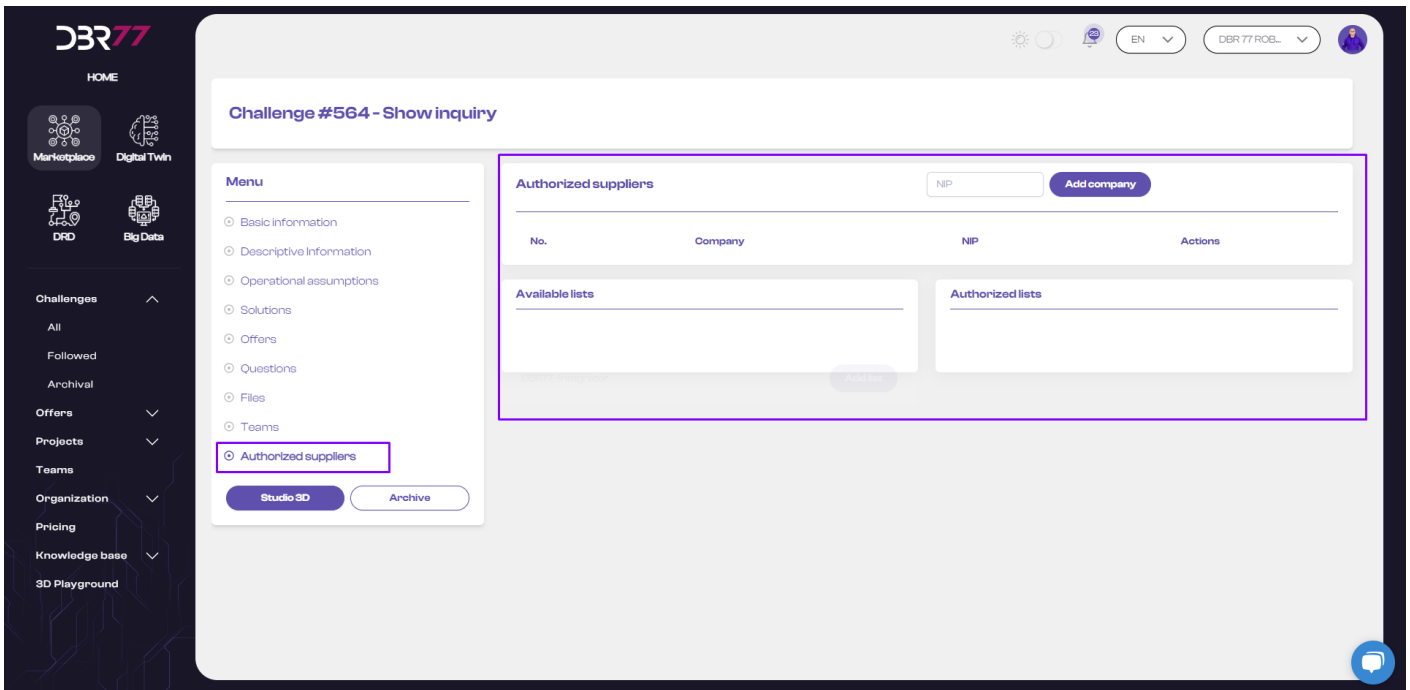 DBR77
HOME
Marketplace
Digital Twin
DRD
Big Data
Challenges
All
Followed
Archival
Offers
Projects
Teams
Organization
Pricing
Knowledge base
3D Playground
23
EN
DBR 77 ROB...
Challenge #564 - Show inquiry
Menu
Basic information
Descriptive Information
Operational assumptions
Solutions
Offers
Questions
Files
Teams
Authorized suppliers
Studio 3D
Archive
Authorized suppliers
NIP
Add company
No.
Company
NIP
Actions
Available lists
Add list
Authorized lists